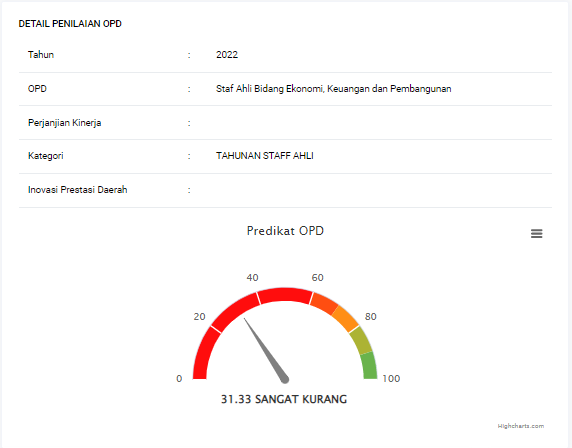 DETAIL PENILAIAN OPD
Tahun : 2022
OPD : Staf Ahli Bidang Ekonomi, Keuangan dan Pembangunan
Perjanjian Kinerja :
Kategori : TAHUNAN STAFF AHLI
Inovasi Prestasi Daerah :
Predikat OPD
40 60
20 80
0 100
31.33 SANGAT KURANG
Highcharts.com